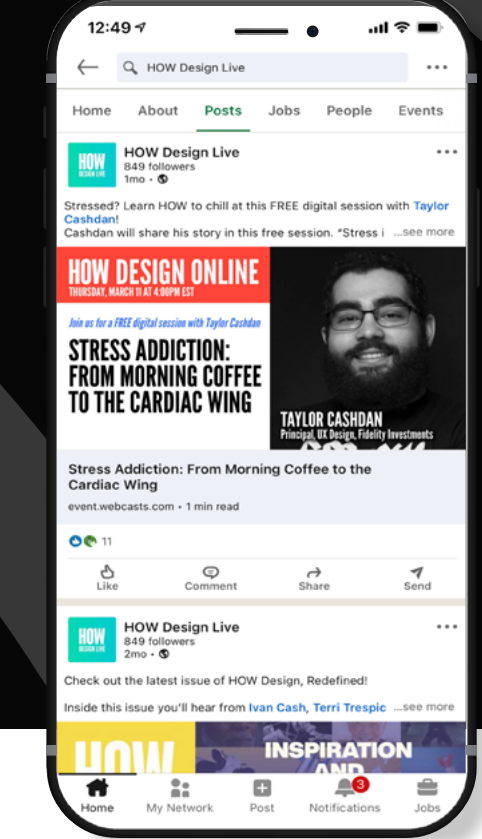 12:49
HOW Design Live
Home About Posts Jobs People Events
HOW
DESIGN LIVE
HOW Design Live
849 followers
1mo •
Stressed? Learn HOW to chill at this FREE digital session with Taylor
Cashdan!
Cashdan will share his story in this free session. "Stress i ...see more
HOW DESIGN ONLINE
THURSDAY, MARCH 11 AT 4:00PM EST
Join us for a FREE digital session with Taylor Cashdan
STRESS ADDICTION:
FROM MORNING COFFEE
TO THE CARDIAC WING
TAYLOR CASHDAN
Principal, UX Design, Fidelity Investments
Stress Addiction: From Morning Coffee to the
Cardiac Wing
event.webcasts.com • 1 min read
11
Like Comment Share Send
HOW
DESIGN LIVE
HOW Design Live
849 followers
2mo •
Check out the latest issue of HOW Design, Redefined!
Inside this issue you'll hear from Ivan Cash, Terri Trespic ...see more
HOW
INSPIRATION
AND
3
Home My Network Post Notifications Jobs